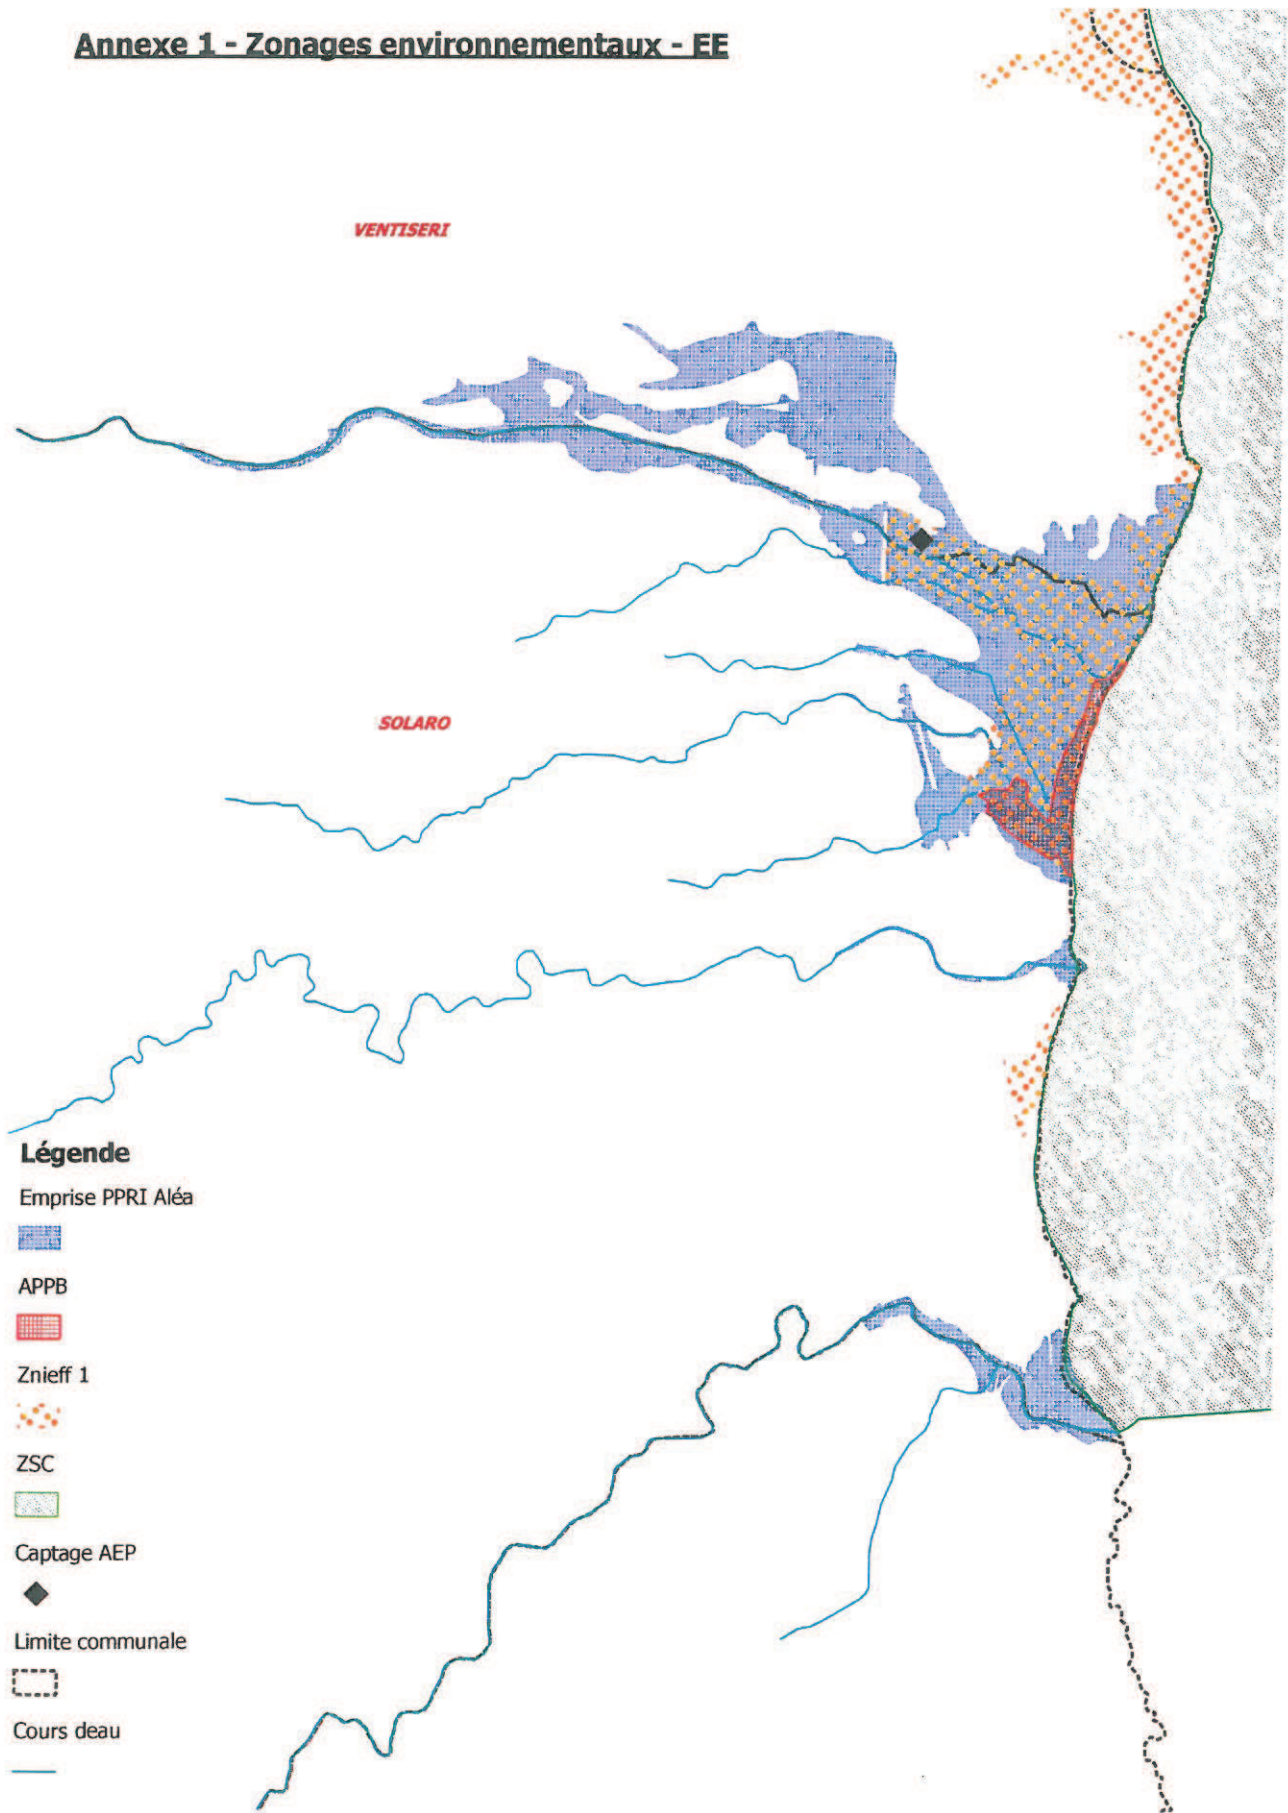 Annexe 1 - Zonages environnementaux - EE
VENTISERI
SOLARO
Légende
Emprise PPRI Aléa
APPB
Znieff 1
ZSC
Captage AEP
Limite communale
Cours deau